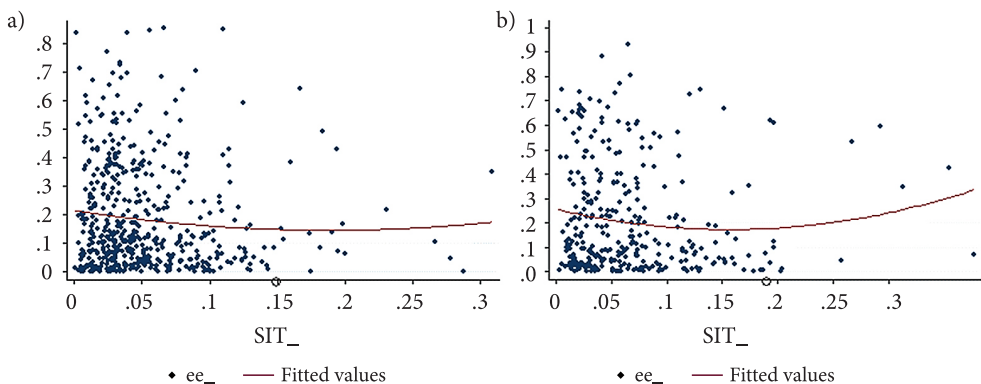 a)
.8
.7
.6
.5
.4
.3
.2
.1
0
0 .05 .1 .15 .2 .25 .3
SIT_
ee_ Fitted values
b)
1
.9
.8
.7
.6
.5
.4
.3
.2
.1
.0
0 .05 .1 .15 .2 .25 .3
SIT_
ee_ Fitted values